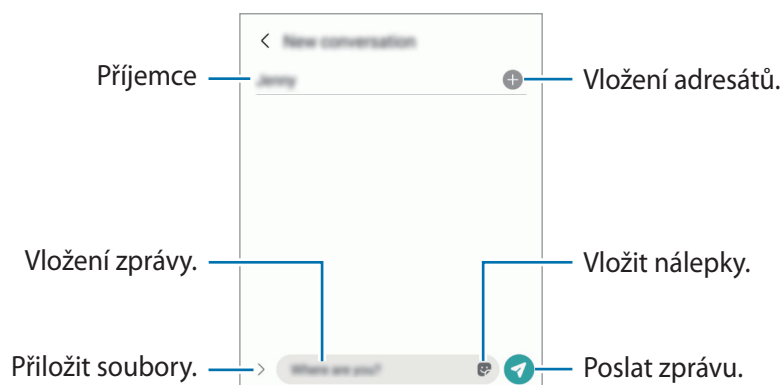 New conversation
Příjemce
Jenny
Vložení adresátů.
Vložení zprávy.
Vložit nálepky.
Přiložit soubory.
Where are you?
Poslat zprávu.